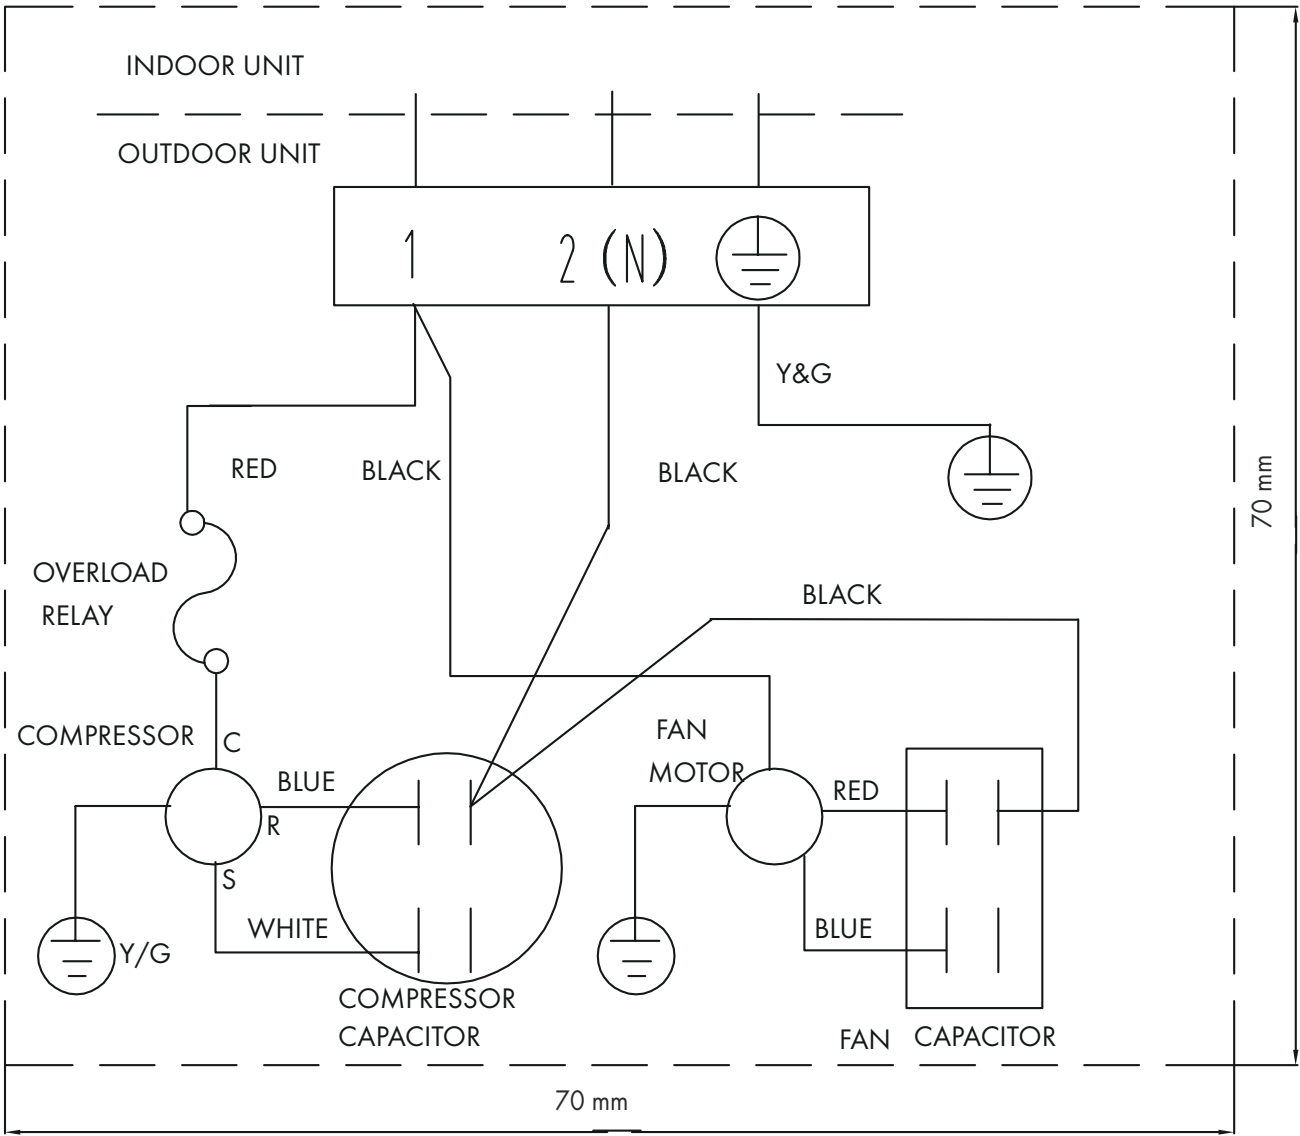 INDOOR UNIT
OUTDOOR UNIT
1
2 (N)
Y&G
RED
BLACK
BLACK
70 mm
OVERLOAD
RELAY
BLACK
COMPRESSOR
C
FAN
MOTOR
BLUE
RED
R
S
WHITE
BLUE
Y/G
COMPRESSOR
CAPACITOR
FAN CAPACITOR
70 mm